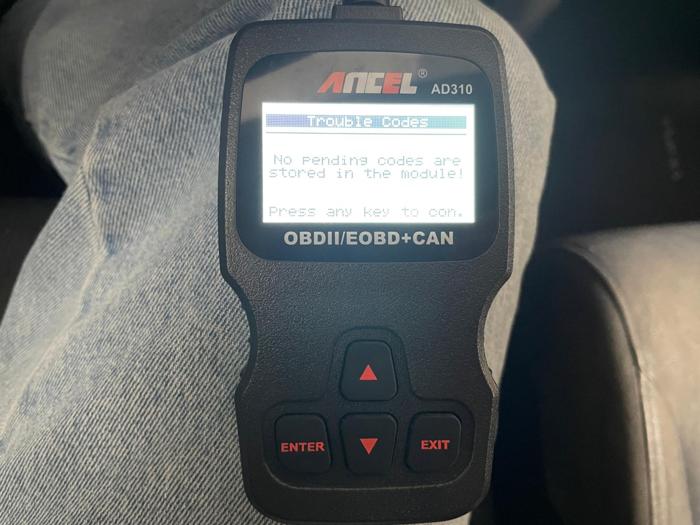 ANCEL®
AD310
Trouble Codes
No pending codes are
stored in the module!
Press any key to con.
OBDII/EOBD+CAN
ENTER
EXIT